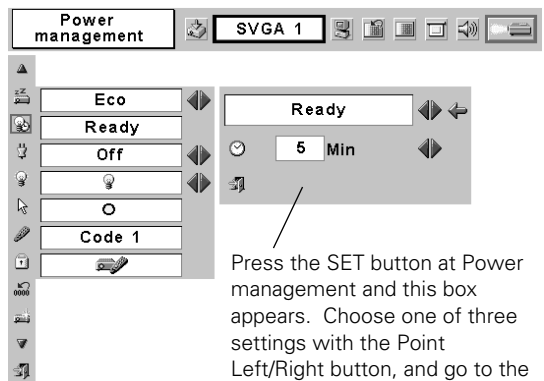 Power
management
SVGA 1
Eco
Ready
Off
Code 1
Ready
5 Min
Press the SET button at Power
management and this box
appears. Choose one of three
settings with the Point
Left/Right button, and go to the